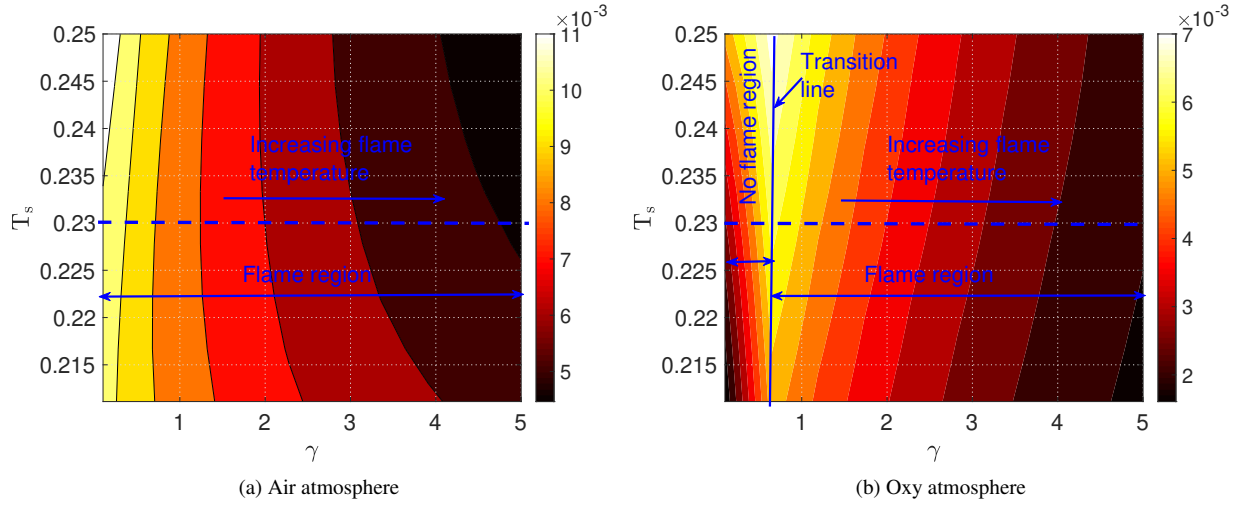 ×10⁻³
0.25
0.245
0.24
0.235
0.23
0.225
0.22
0.215
T_s
Increasing flame
temperature
Flame region
1 2 3 4 5
γ
11
10
9
8
7
6
5
(a) Air atmosphere
×10⁻³
0.25
0.245
0.24
0.235
0.23
0.225
0.22
0.215
T_s
No flame region
Transition
line
Increasing flame
temperature
Flame region
1 2 3 4 5
γ
7
6
5
4
3
2
(b) Oxy atmosphere